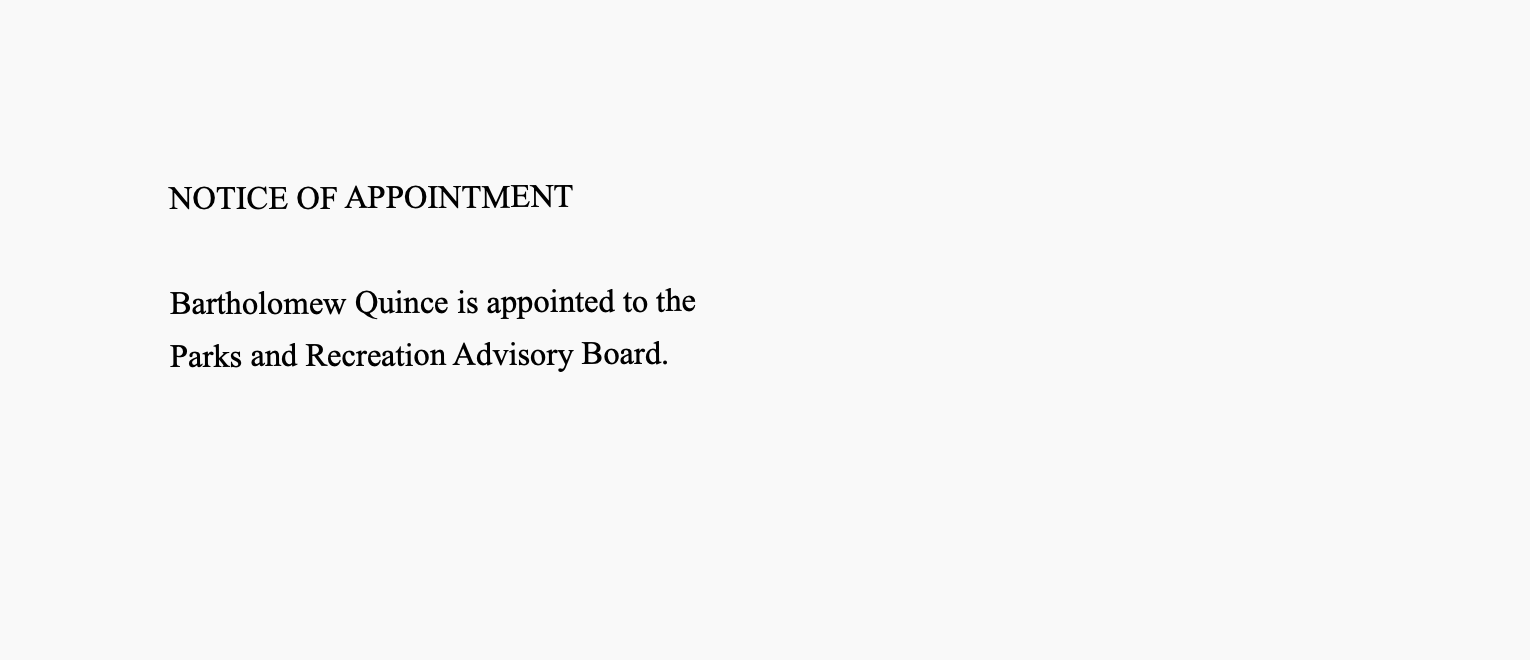 NOTICE OF APPOINTMENT
Bartholomew Quince is appointed to the
Parks and Recreation Advisory Board.